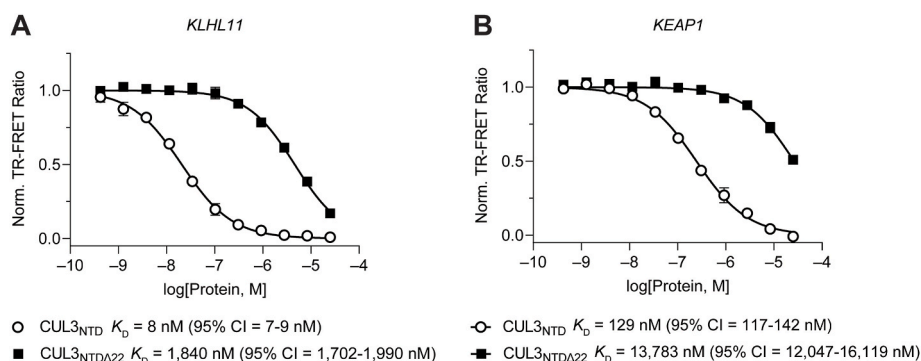 A
KLHL11
Norm. TR-FRET Ratio
1.0
0.5
0.0
–10 –9 –8 –7 –6 –5 –4
log[Protein, M]
CUL3NTD KD = 8 nM (95% CI = 7-9 nM)
CUL3NTDΔ22 KD = 1,840 nM (95% CI = 1,702-1,990 nM)
B
KEAP1
Norm. TR-FRET Ratio
1.0
0.5
0.0
–10 –9 –8 –7 –6 –5 –4
log[Protein, M]
CUL3NTD KD = 129 nM (95% CI = 117-142 nM)
CUL3NTDΔ22 KD = 13,783 nM (95% CI = 12,047-16,119 nM)